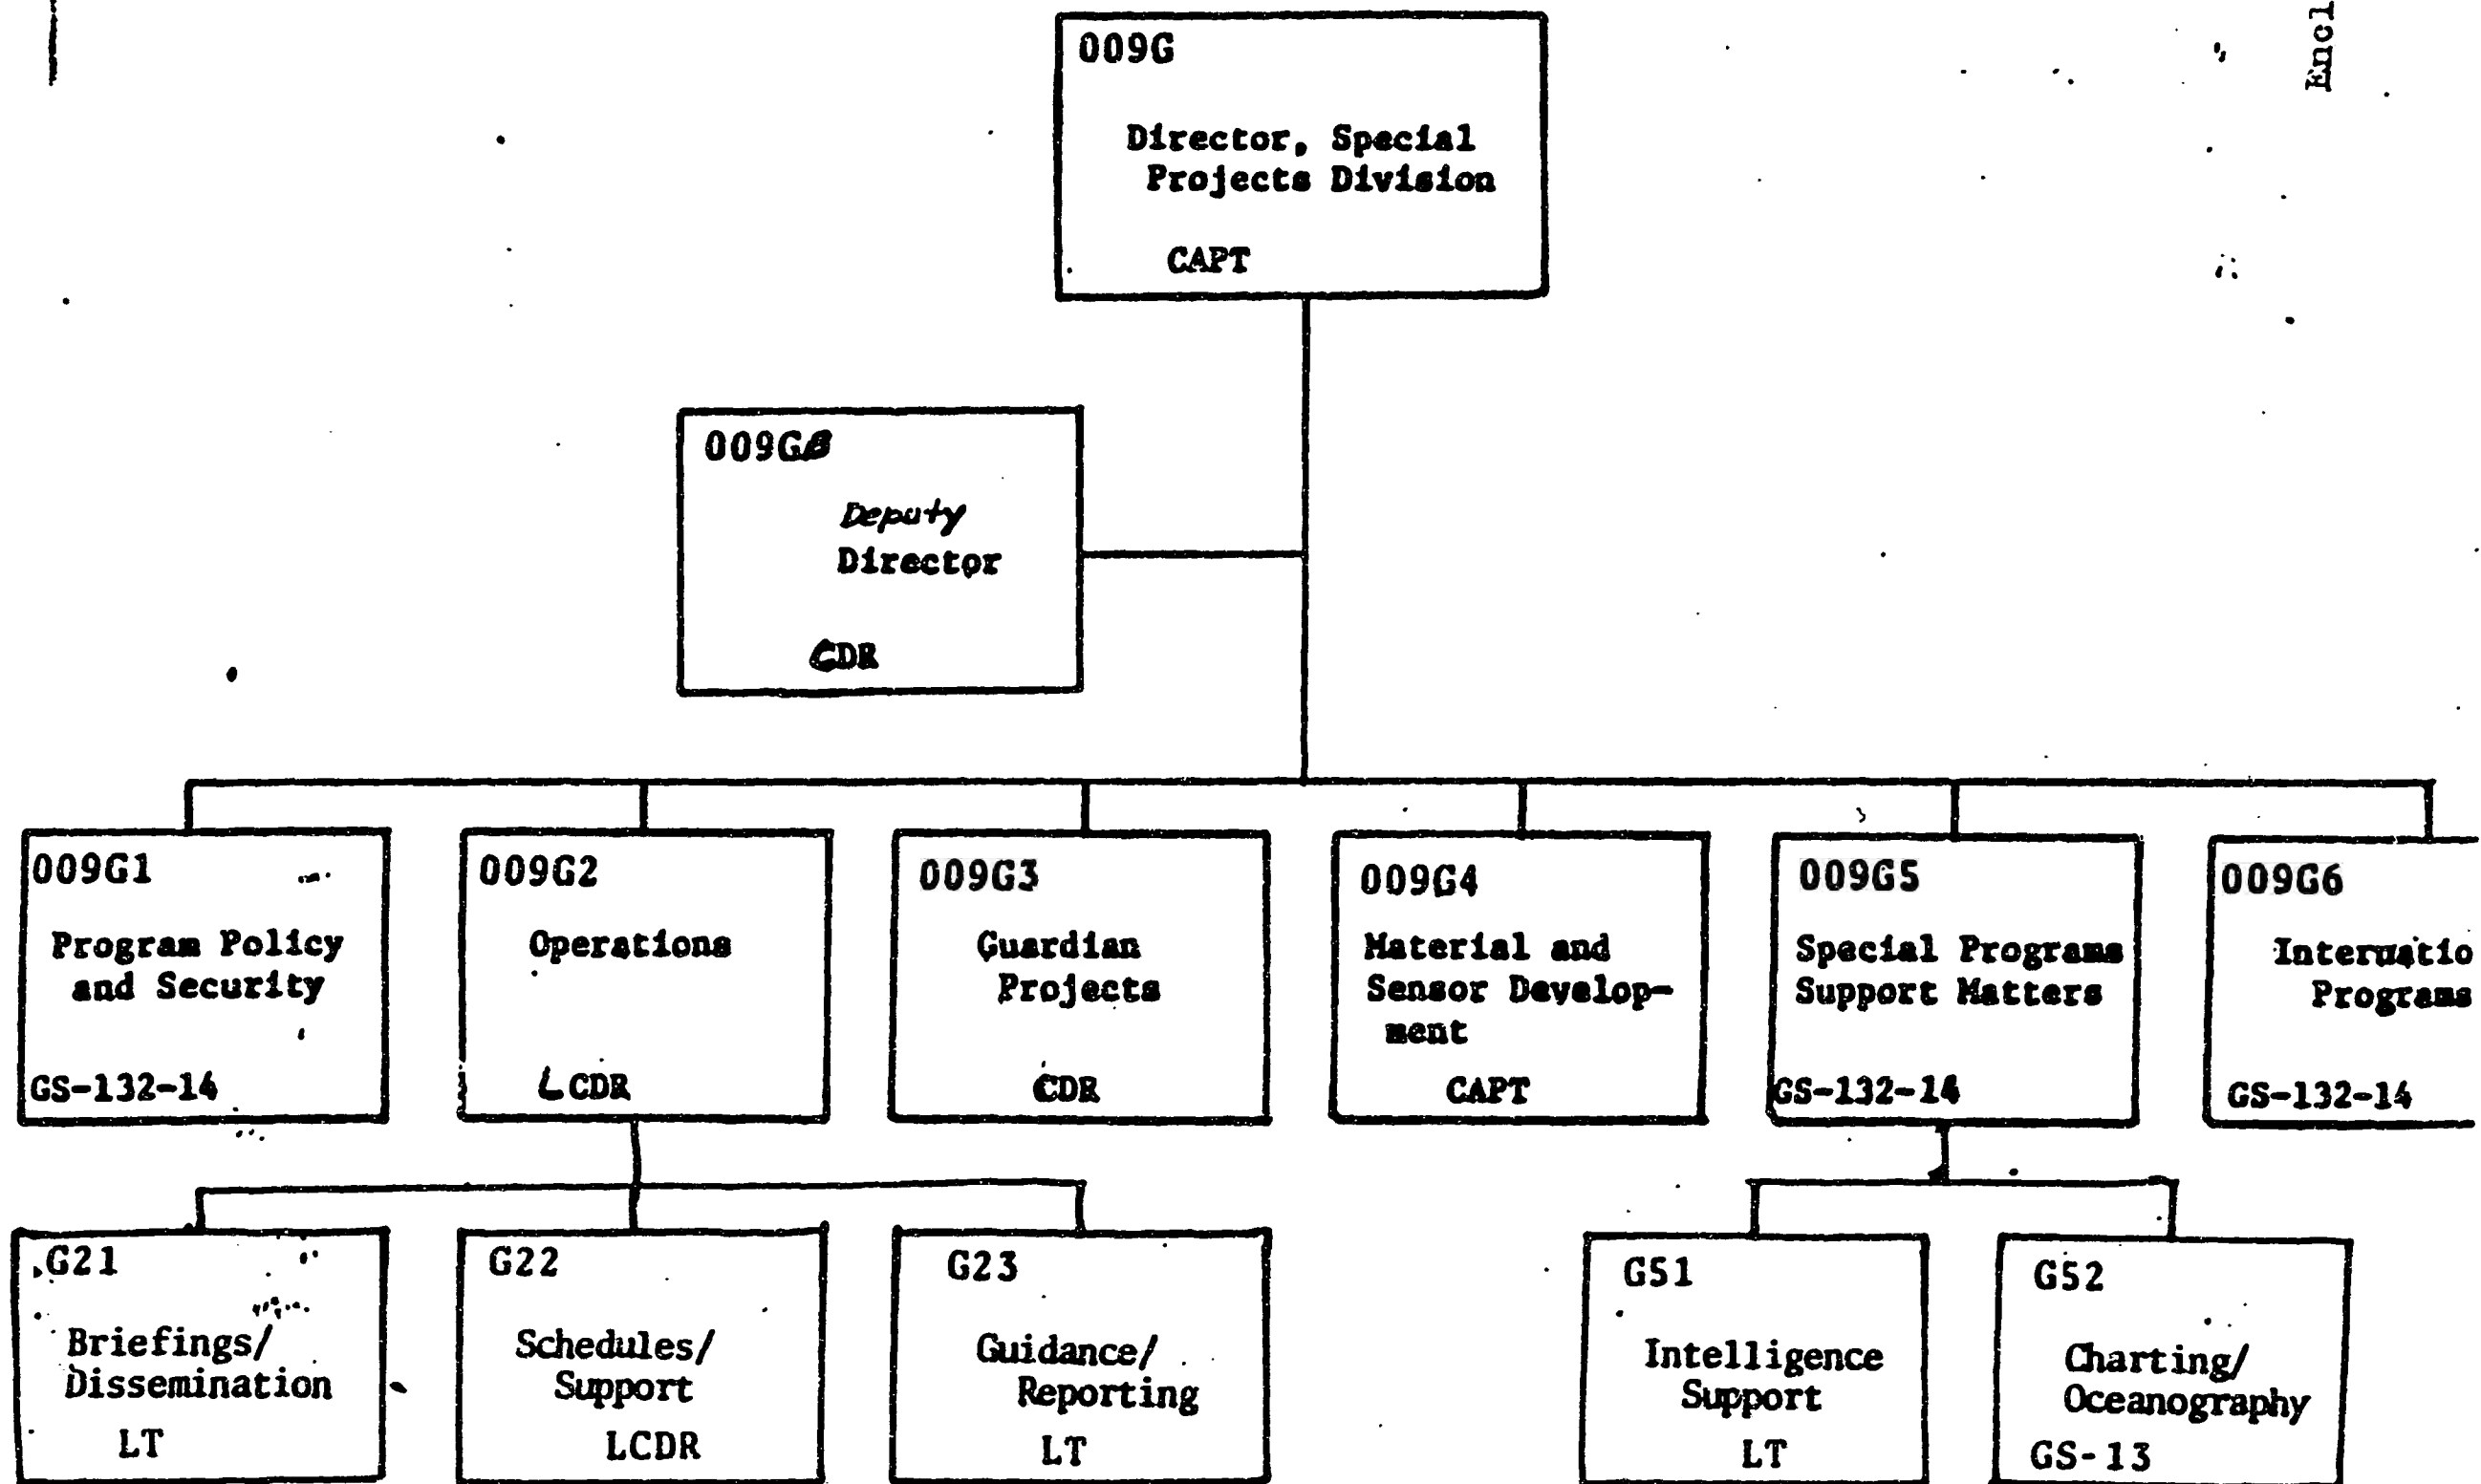 Encl
009G
Director, Special
Projects Division
CAPT
009GB
Deputy
Director
CDR
009G1
Program Policy
and Security
GS-132-14
009G2
Operations
LCDR
009G3
Guardian
Projects
CDR
009G4
Material and
Sensor Develop-
ment
CAPT
009G5
Special Programs
Support Matters
GS-132-14
009G6
Internatio
Programs
GS-132-14
G21
Briefings/
Dissemination
LT
G22
Schedules/
Support
LCDR
G23
Guidance/
Reporting
LT
G51
Intelligence
Support
LT
G52
Charting/
Oceanography
GS-13